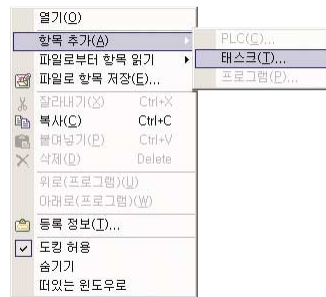 열기(O)
항목 추가(A)
파일로부터 항목 읽기
파일로 항목 저장(E)...
잘라내기(X) Ctrl+X
복사(C) Ctrl+C
붙여넣기(P) Ctrl+V
삭제(D) Delete
위로(프로그램)(U)
아래로(프로그램)(W)
등록 정보(T)...
도킹 허용
숨기기
떠있는 윈도우로
PLC(C)...
태스크(T)...
프로그램(P)...